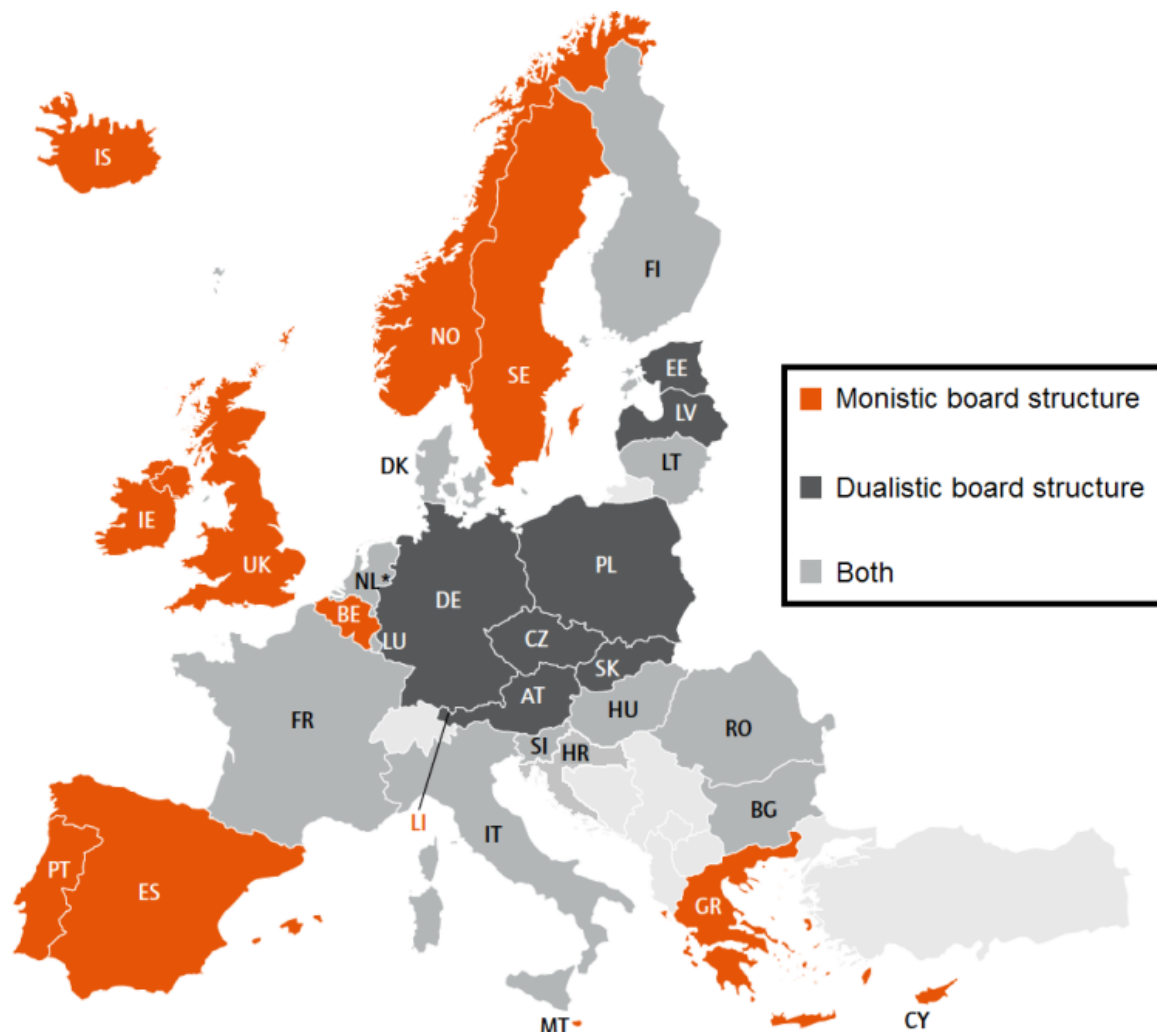 IS
FI
NO
SE
EE
LV
LT
DK
IE
UK
NL*
BE
LU
DE
PL
CZ
SK
AT
FR
HU
RO
SI
HR
BG
LI
IT
PT
ES
GR
MT
CY
Monistic board structure
Dualistic board structure
Both